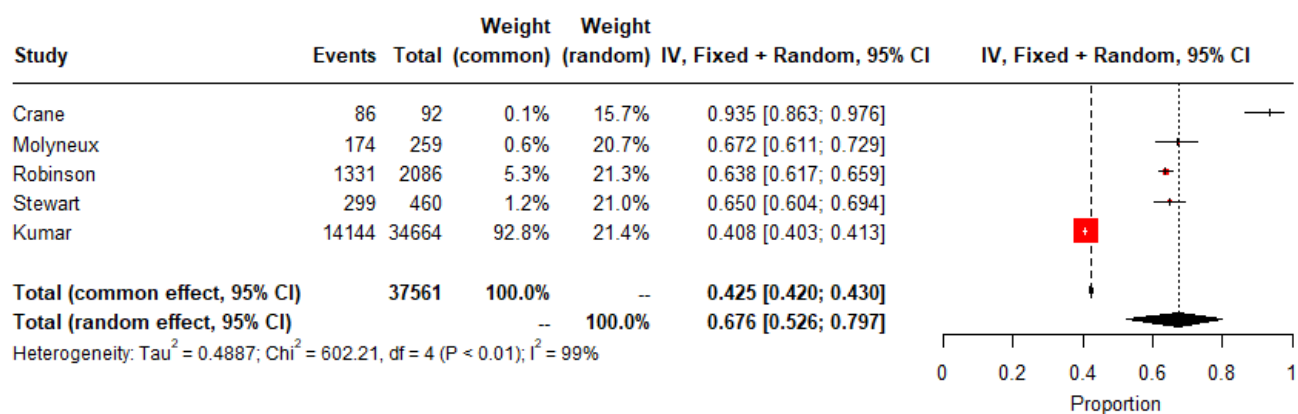 Weight Weight
Study Events Total (common) (random) IV, Fixed + Random, 95% CI IV, Fixed + Random, 95% CI
Crane 86 92 0.1% 15.7% 0.935 [0.863; 0.976]
Molyneux 174 259 0.6% 20.7% 0.672 [0.611; 0.729]
Robinson 1331 2086 5.3% 21.3% 0.638 [0.617; 0.659]
Stewart 299 460 1.2% 21.0% 0.650 [0.604; 0.694]
Kumar 14144 34664 92.8% 21.4% 0.408 [0.403; 0.413]
Total (common effect, 95% CI) 37561 100.0% -- 0.425 [0.420; 0.430]
Total (random effect, 95% CI) -- 100.0% 0.676 [0.526; 0.797]
Heterogeneity: Tau² = 0.4887; Chi² = 602.21, df = 4 (P < 0.01); I² = 99%
0 0.2 0.4 0.6 0.8 1
Proportion